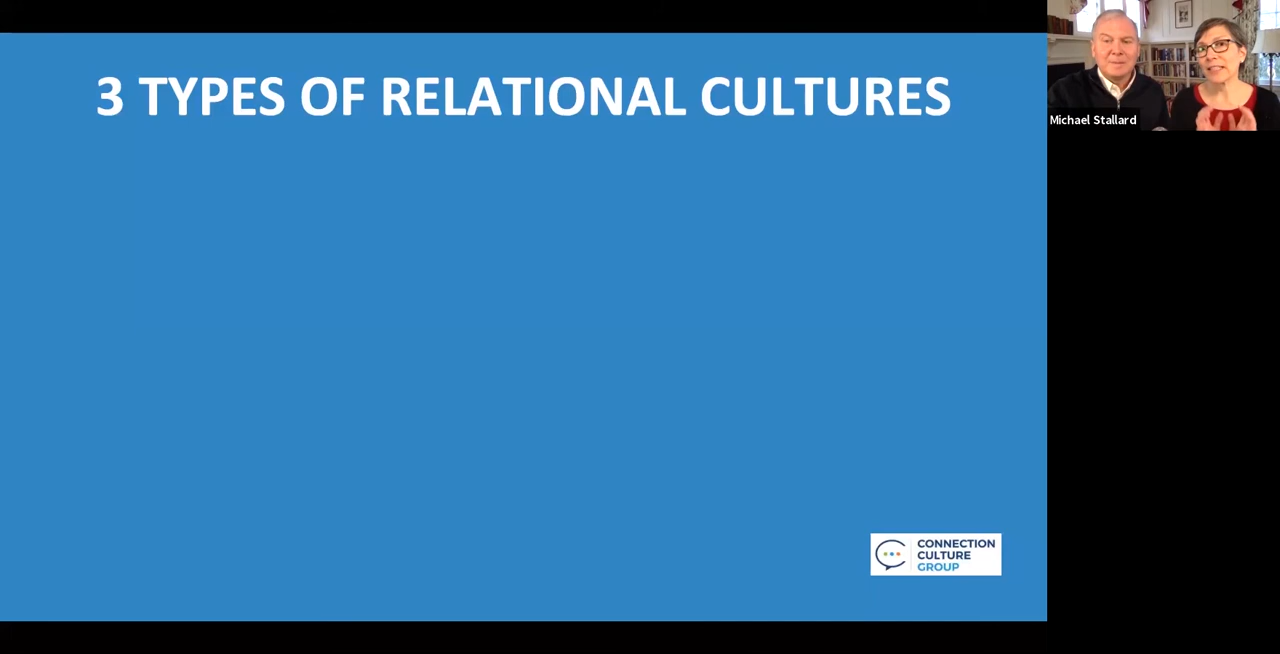 3 TYPES OF RELATIONAL CULTURES
Michael Stallard
CONNECTION
CULTURE
GROUP